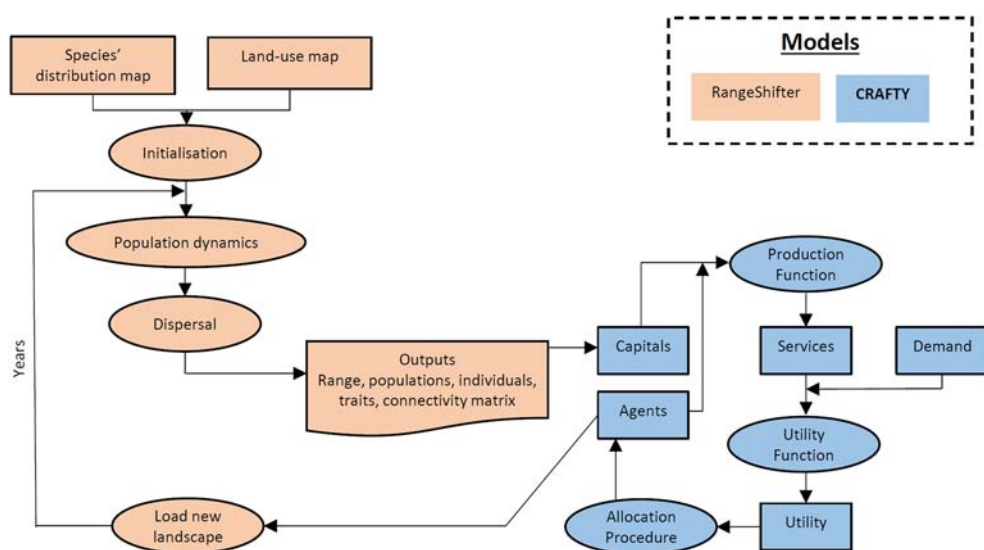 Models
RangeShifter
CRAFTY
Species'
distribution map
Land-use map
Initialisation
Population dynamics
Dispersal
Years
Outputs
Range, populations, individuals,
traits, connectivity matrix
Load new
landscape
Capitals
Agents
Production
Function
Services
Demand
Utility
Function
Utility
Allocation
Procedure